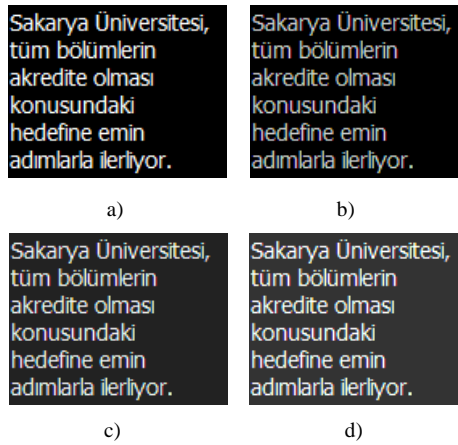 Sakarya Üniversitesi,
tüm bölümlerin
akredite olması
konusundaki
hedefine emin
adımlarla ilerliyor.
a)
Sakarya Üniversitesi,
tüm bölümlerin
akredite olması
konusundaki
hedefine emin
adımlarla ilerliyor.
b)
Sakarya Üniversitesi,
tüm bölümlerin
akredite olması
konusundaki
hedefine emin
adımlarla ilerliyor.
c)
Sakarya Üniversitesi,
tüm bölümlerin
akredite olması
konusundaki
hedefine emin
adımlarla ilerliyor.
d)